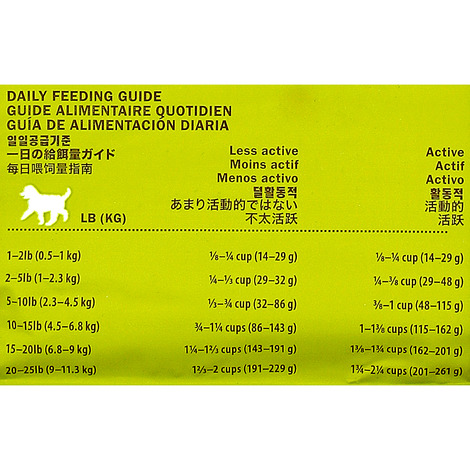 DAILY FEEDING GUIDE
GUIDE ALIMENTAIRE QUOTIDIEN
GUÍA DE ALIMENTACIÓN DIARIA
일일공급기준
一日の給餌量ガイド
每日喂饲量指南
LB (KG)
Less active
Moins actif
Menos activo
덜활동적
あまり活動的ではない
不太活跃
Active
Actif
Activo
활동적
活動的
活跃
1–2lb (0.5–1 kg) ⅛–¼ cup (14–29 g) ⅛–¼ cup (14–29 g)
2–5lb (1–2.3 kg) ¼–⅓ cup (29–32 g) ¼–⅜ cup (29–48 g)
5–10lb (2.3–4.5 kg) ⅓–¾ cup (32–86 g) ⅜–1 cup (48–115 g)
10–15lb (4.5–6.8 kg) ¾–1¼ cups (86–143 g) 1–1⅜ cups (115–162 g)
15–20lb (6.8–9 kg) 1¼–1⅔ cups (143–191 g) 1⅜–1¾ cups (162–201 g)
20–25lb (9–11.3 kg) 1⅔–2 cups (191–229 g) 1¾–2¼ cups (201–261 g)